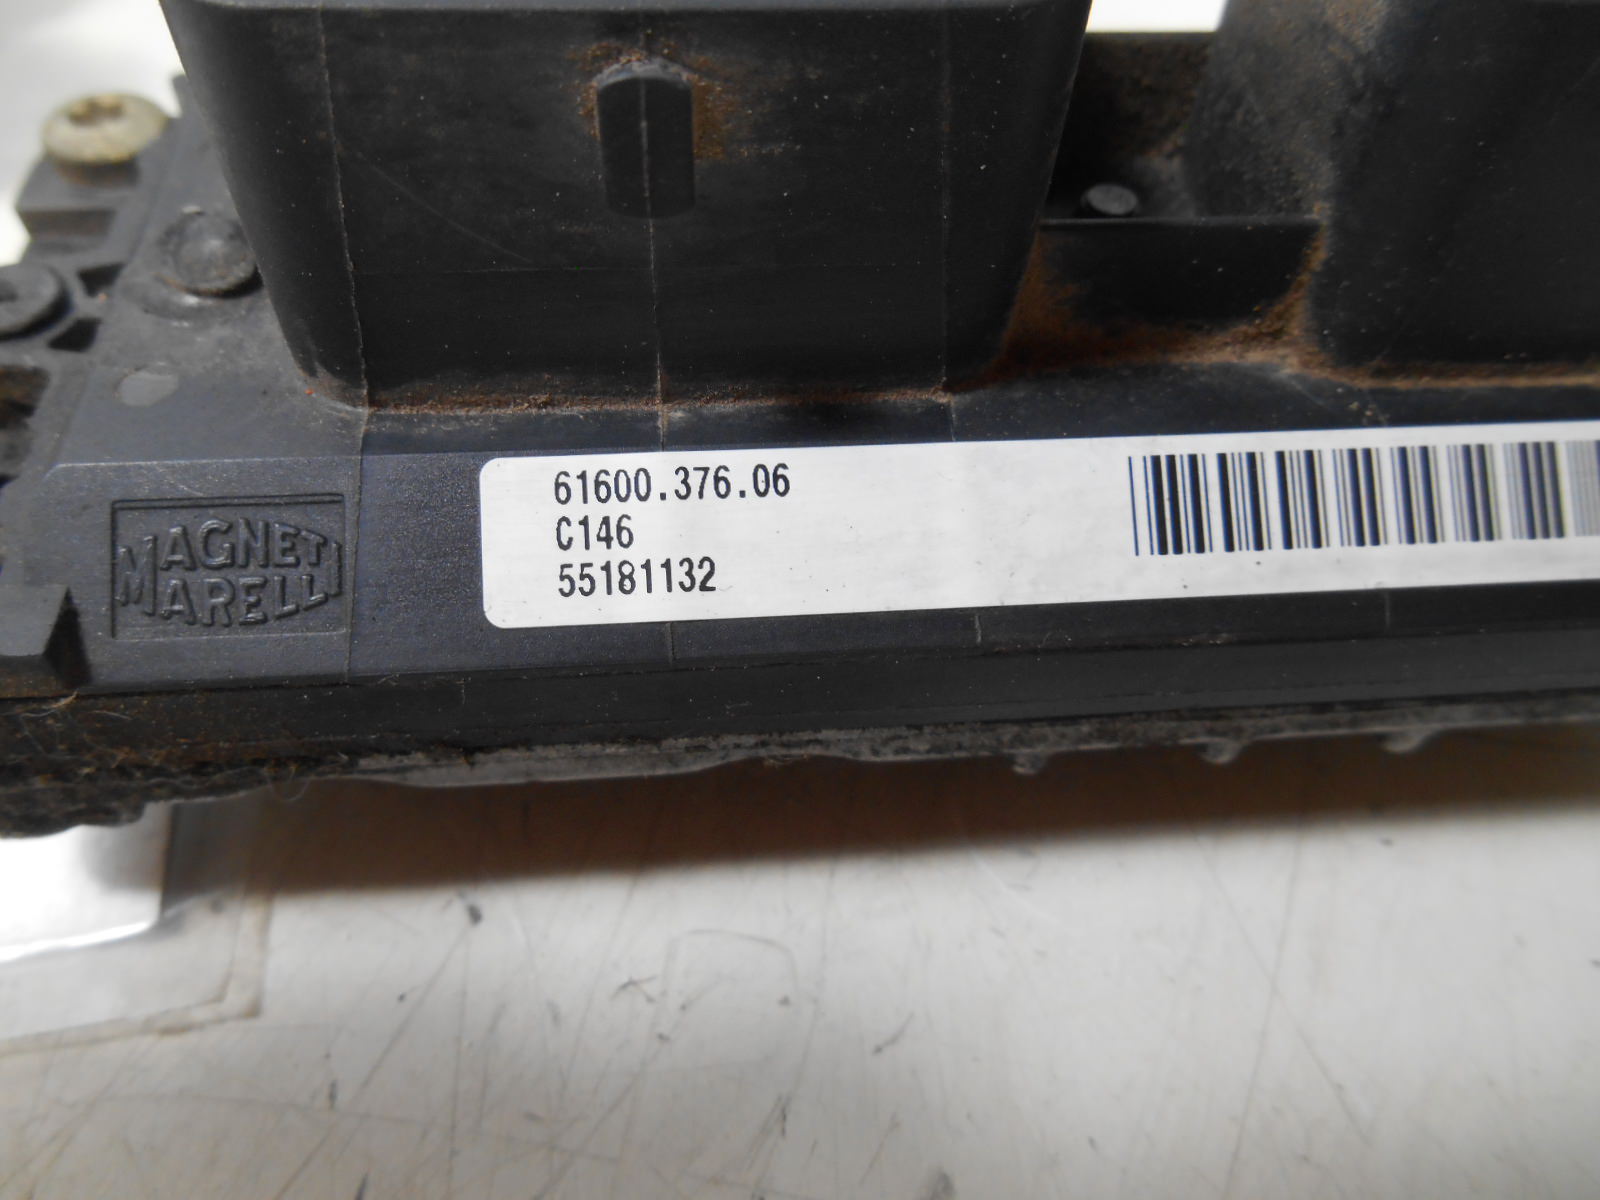 MAGNETI
MARELLI
61600.376.06
C146
55181132